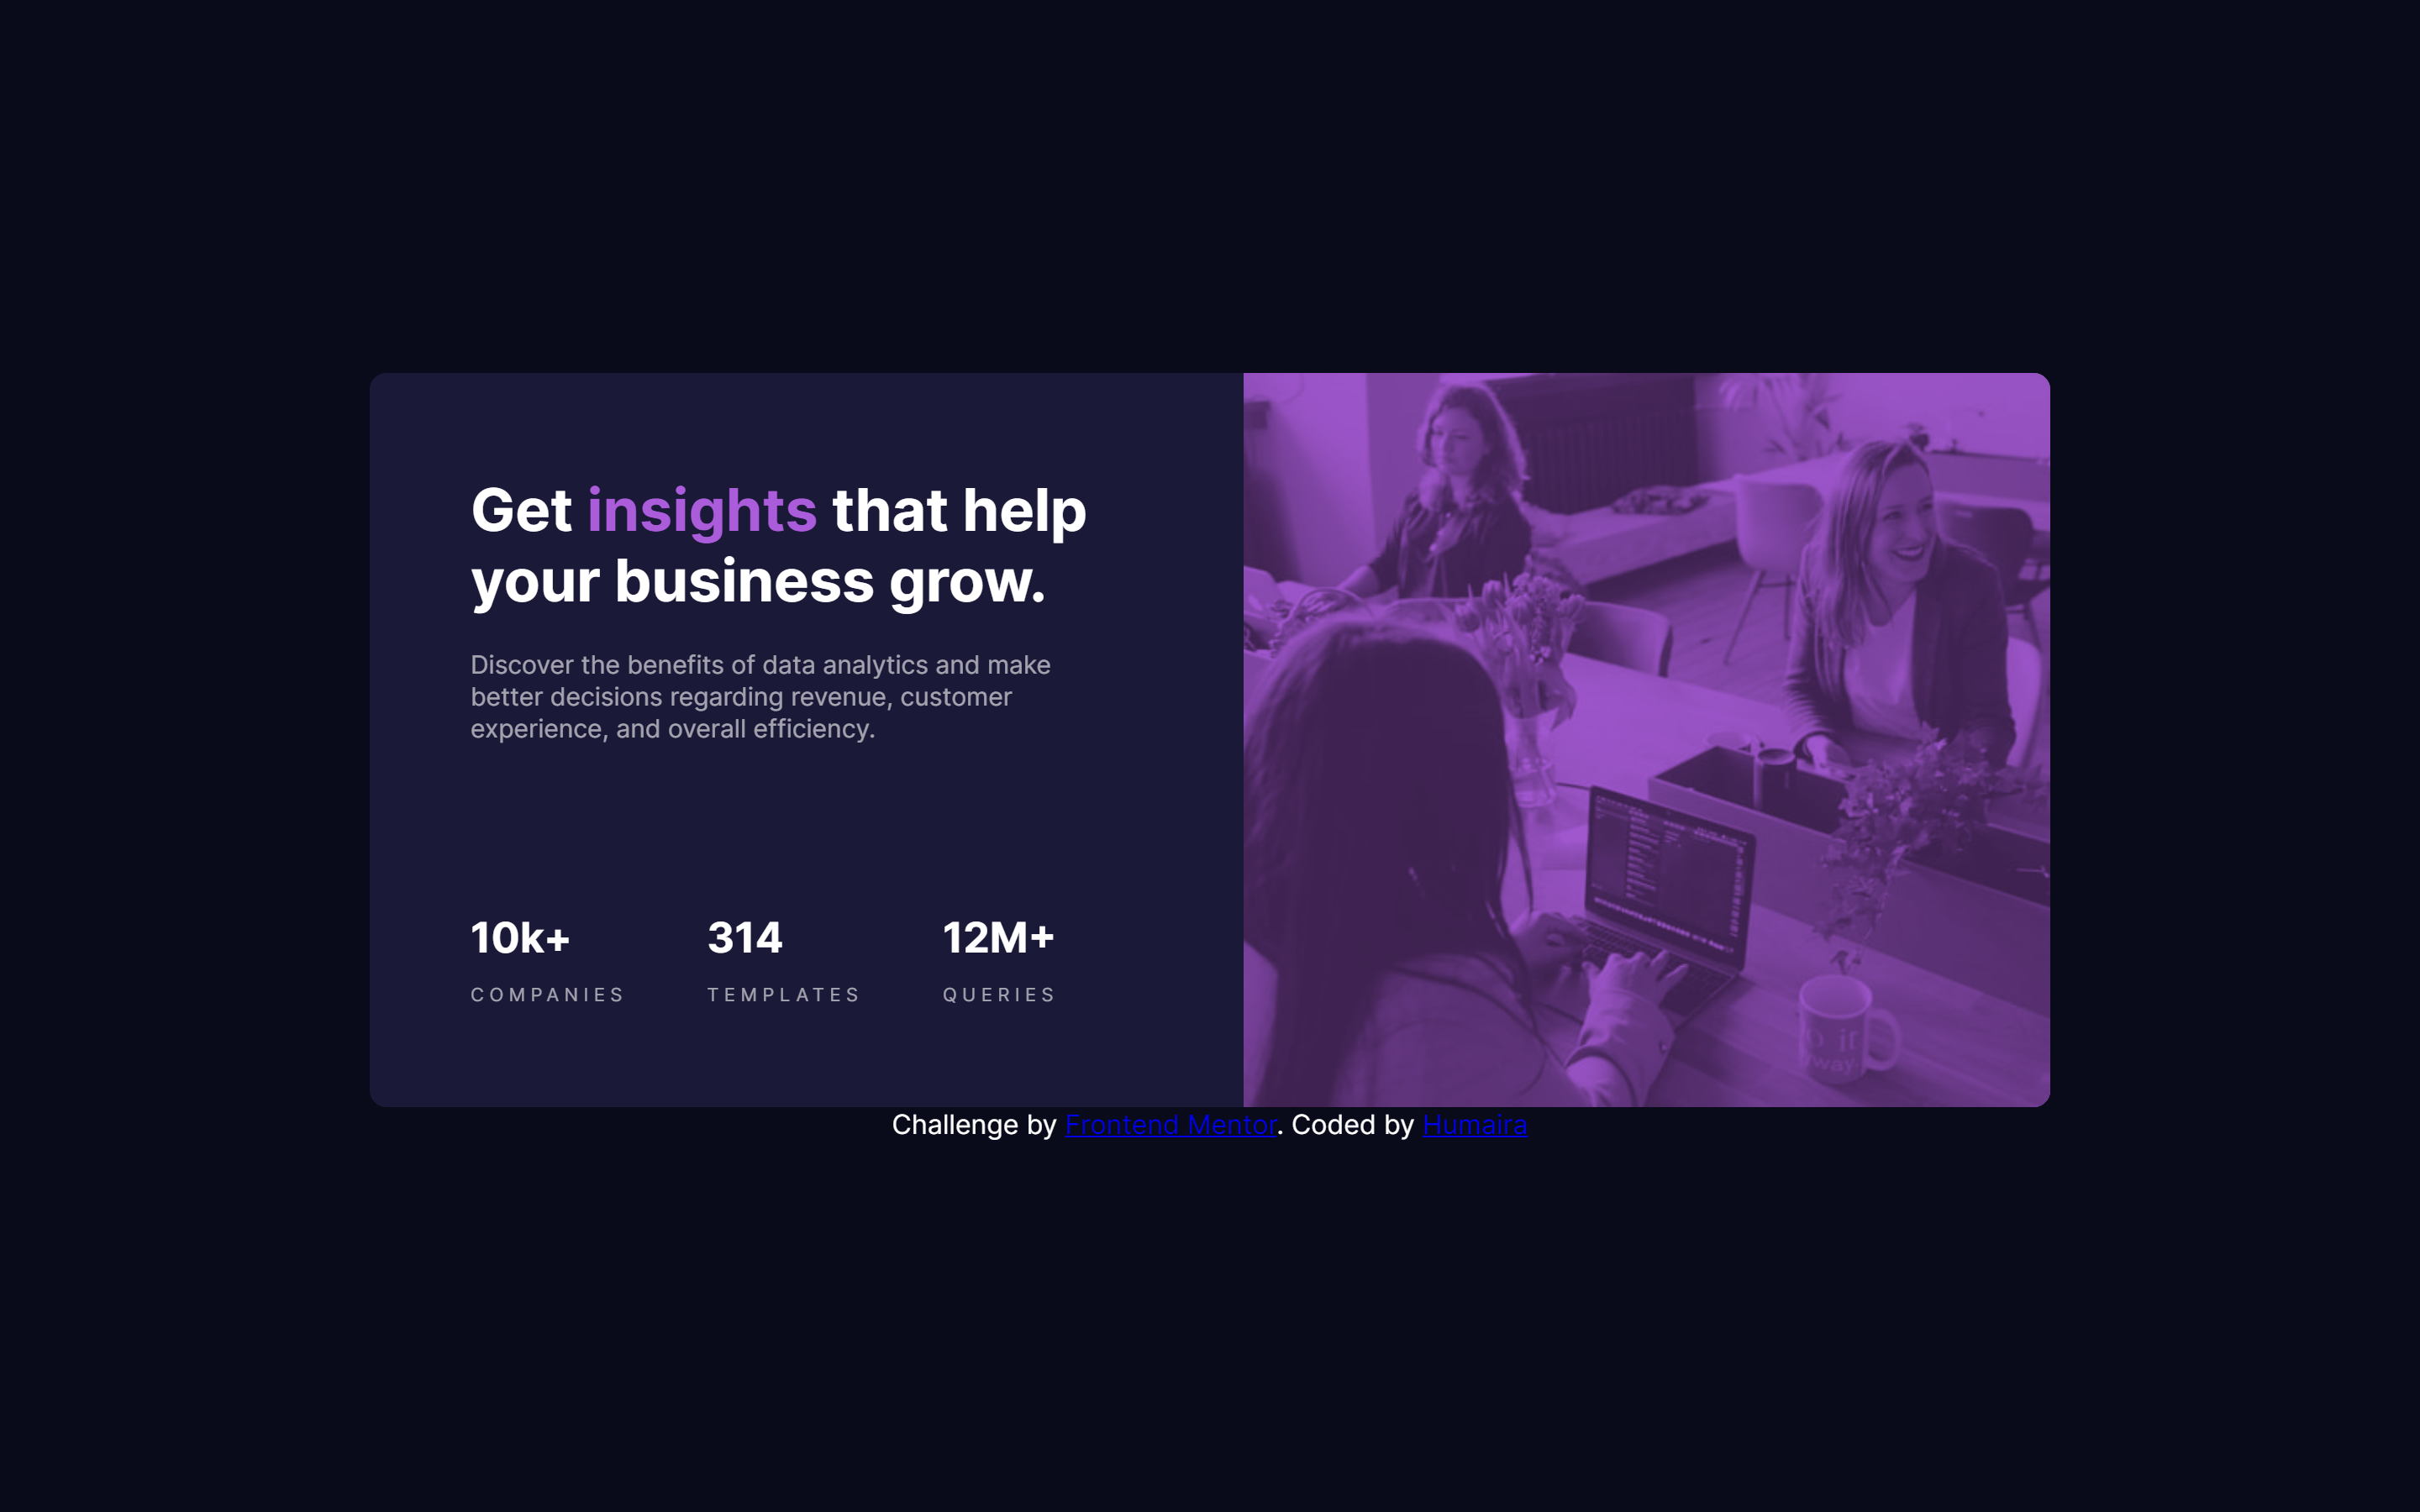 Get insights that help
your business grow.
Discover the benefits of data analytics and make
better decisions regarding revenue, customer
experience, and overall efficiency.
10k+ 314 12M+
COMPANIES TEMPLATES QUERIES
Challenge by Frontend Mentor. Coded by Humaira